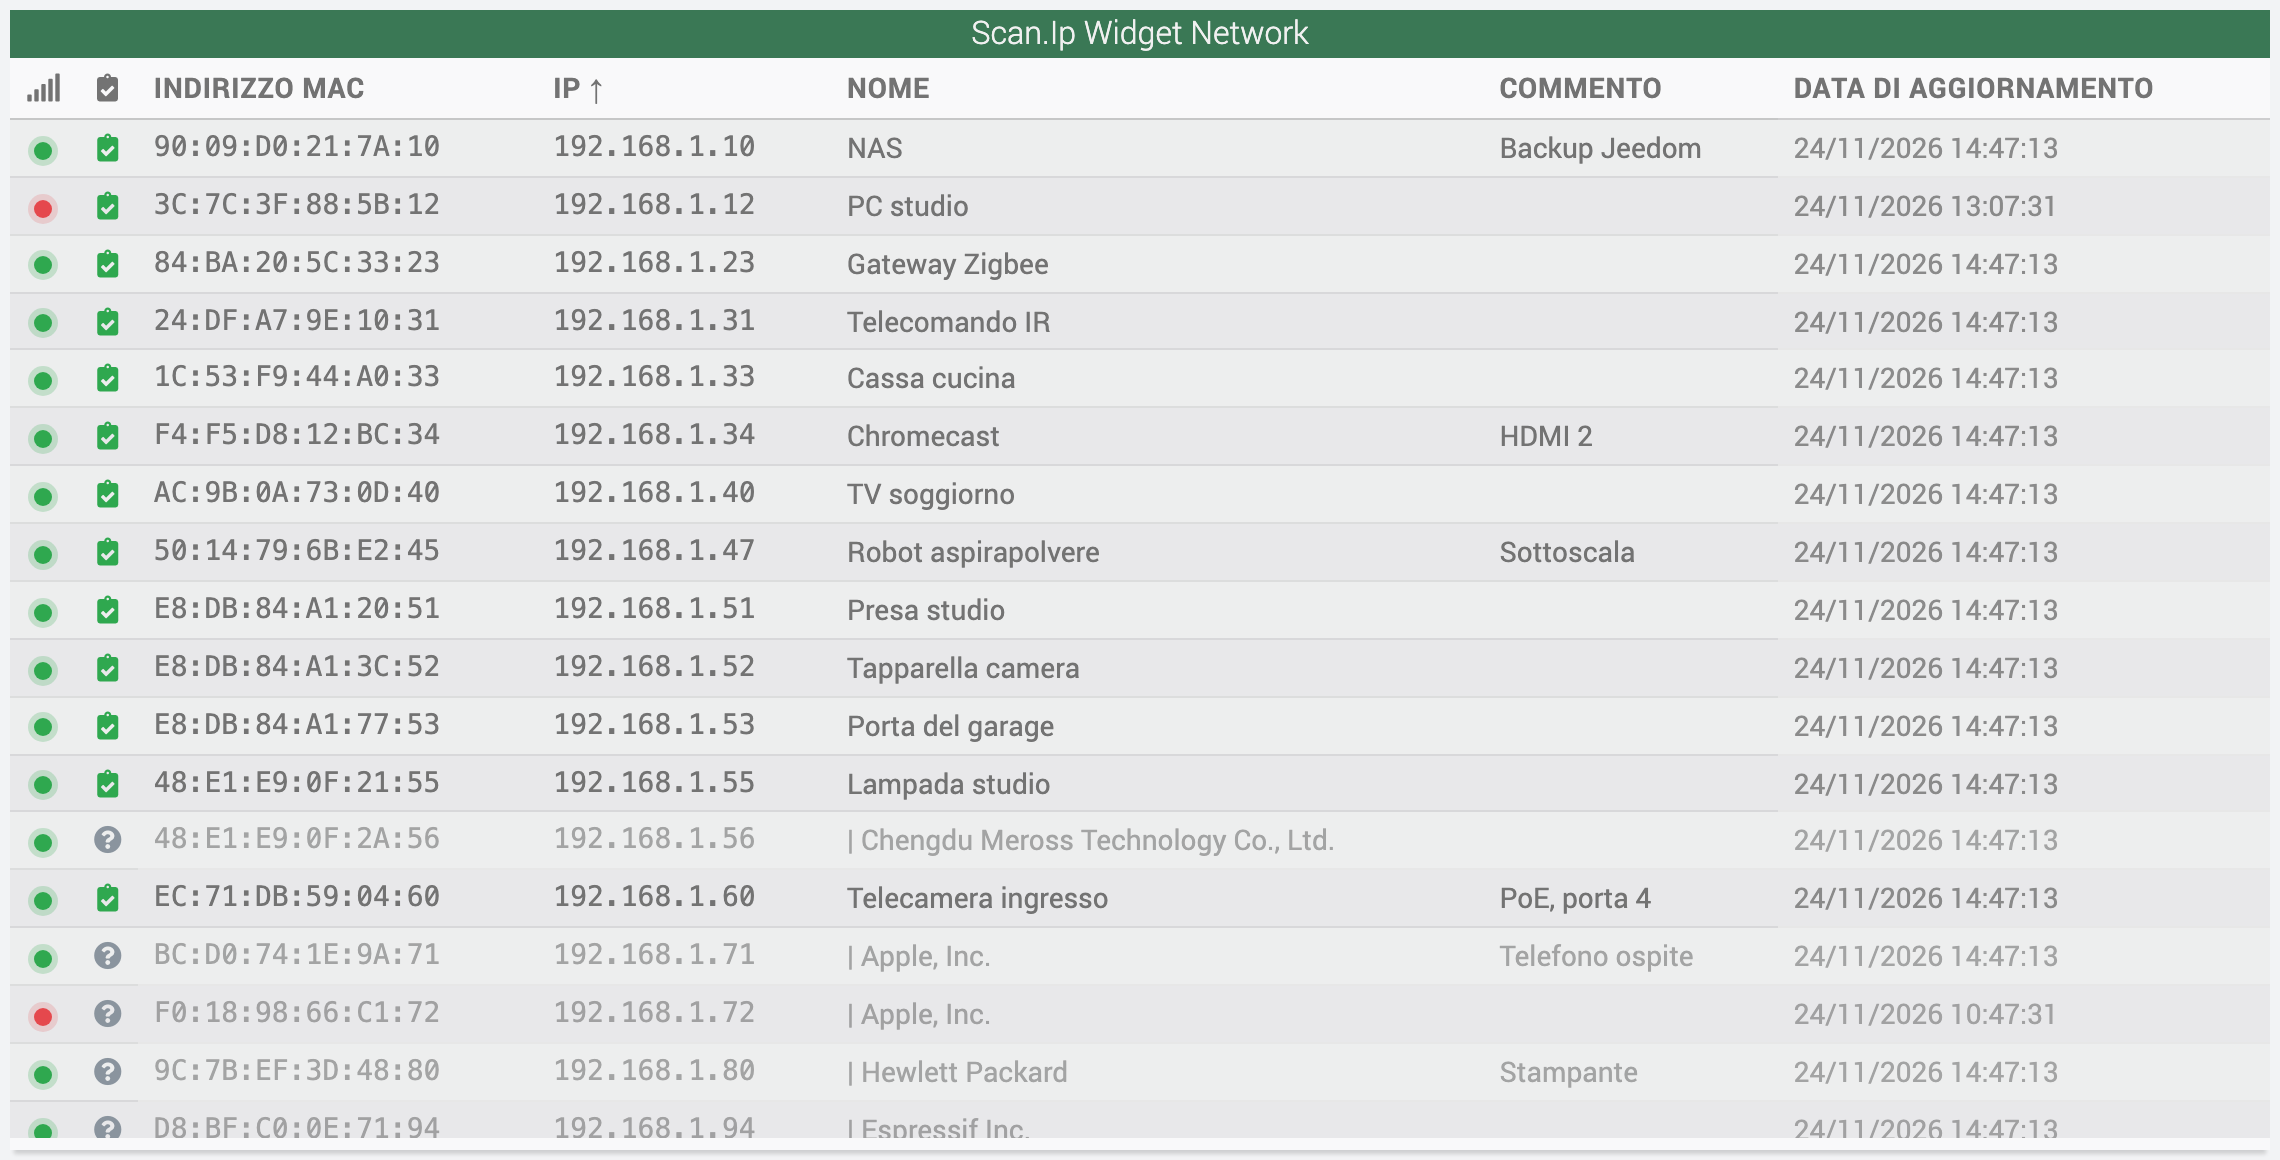 Scan.Ip Widget Network
INDIRIZZO MAC IP ↑ NOME COMMENTO DATA DI AGGIORNAMENTO
90:09:D0:21:7A:10 192.168.1.10 NAS Backup Jeedom 24/11/2026 14:47:13
3C:7C:3F:88:5B:12 192.168.1.12 PC studio 24/11/2026 13:07:31
84:BA:20:5C:33:23 192.168.1.23 Gateway Zigbee 24/11/2026 14:47:13
24:DF:A7:9E:10:31 192.168.1.31 Telecomando IR 24/11/2026 14:47:13
1C:53:F9:44:A0:33 192.168.1.33 Cassa cucina 24/11/2026 14:47:13
F4:F5:D8:12:BC:34 192.168.1.34 Chromecast HDMI 2 24/11/2026 14:47:13
AC:9B:0A:73:0D:40 192.168.1.40 TV soggiorno 24/11/2026 14:47:13
50:14:79:6B:E2:45 192.168.1.47 Robot aspirapolvere Sottoscala 24/11/2026 14:47:13
E8:DB:84:A1:20:51 192.168.1.51 Presa studio 24/11/2026 14:47:13
E8:DB:84:A1:3C:52 192.168.1.52 Tapparella camera 24/11/2026 14:47:13
E8:DB:84:A1:77:53 192.168.1.53 Porta del garage 24/11/2026 14:47:13
48:E1:E9:0F:21:55 192.168.1.55 Lampada studio 24/11/2026 14:47:13
48:E1:E9:0F:2A:56 192.168.1.56 | Chengdu Meross Technology Co., Ltd. 24/11/2026 14:47:13
EC:71:DB:59:04:60 192.168.1.60 Telecamera ingresso PoE, porta 4 24/11/2026 14:47:13
BC:D0:74:1E:9A:71 192.168.1.71 | Apple, Inc. Telefono ospite 24/11/2026 14:47:13
F0:18:98:66:C1:72 192.168.1.72 | Apple, Inc. 24/11/2026 10:47:31
9C:7B:EF:3D:48:80 192.168.1.80 | Hewlett Packard Stampante 24/11/2026 14:47:13
D8:BF:C0:0E:71:94 192.168.1.94 | Espressif Inc. 24/11/2026 14:47:13